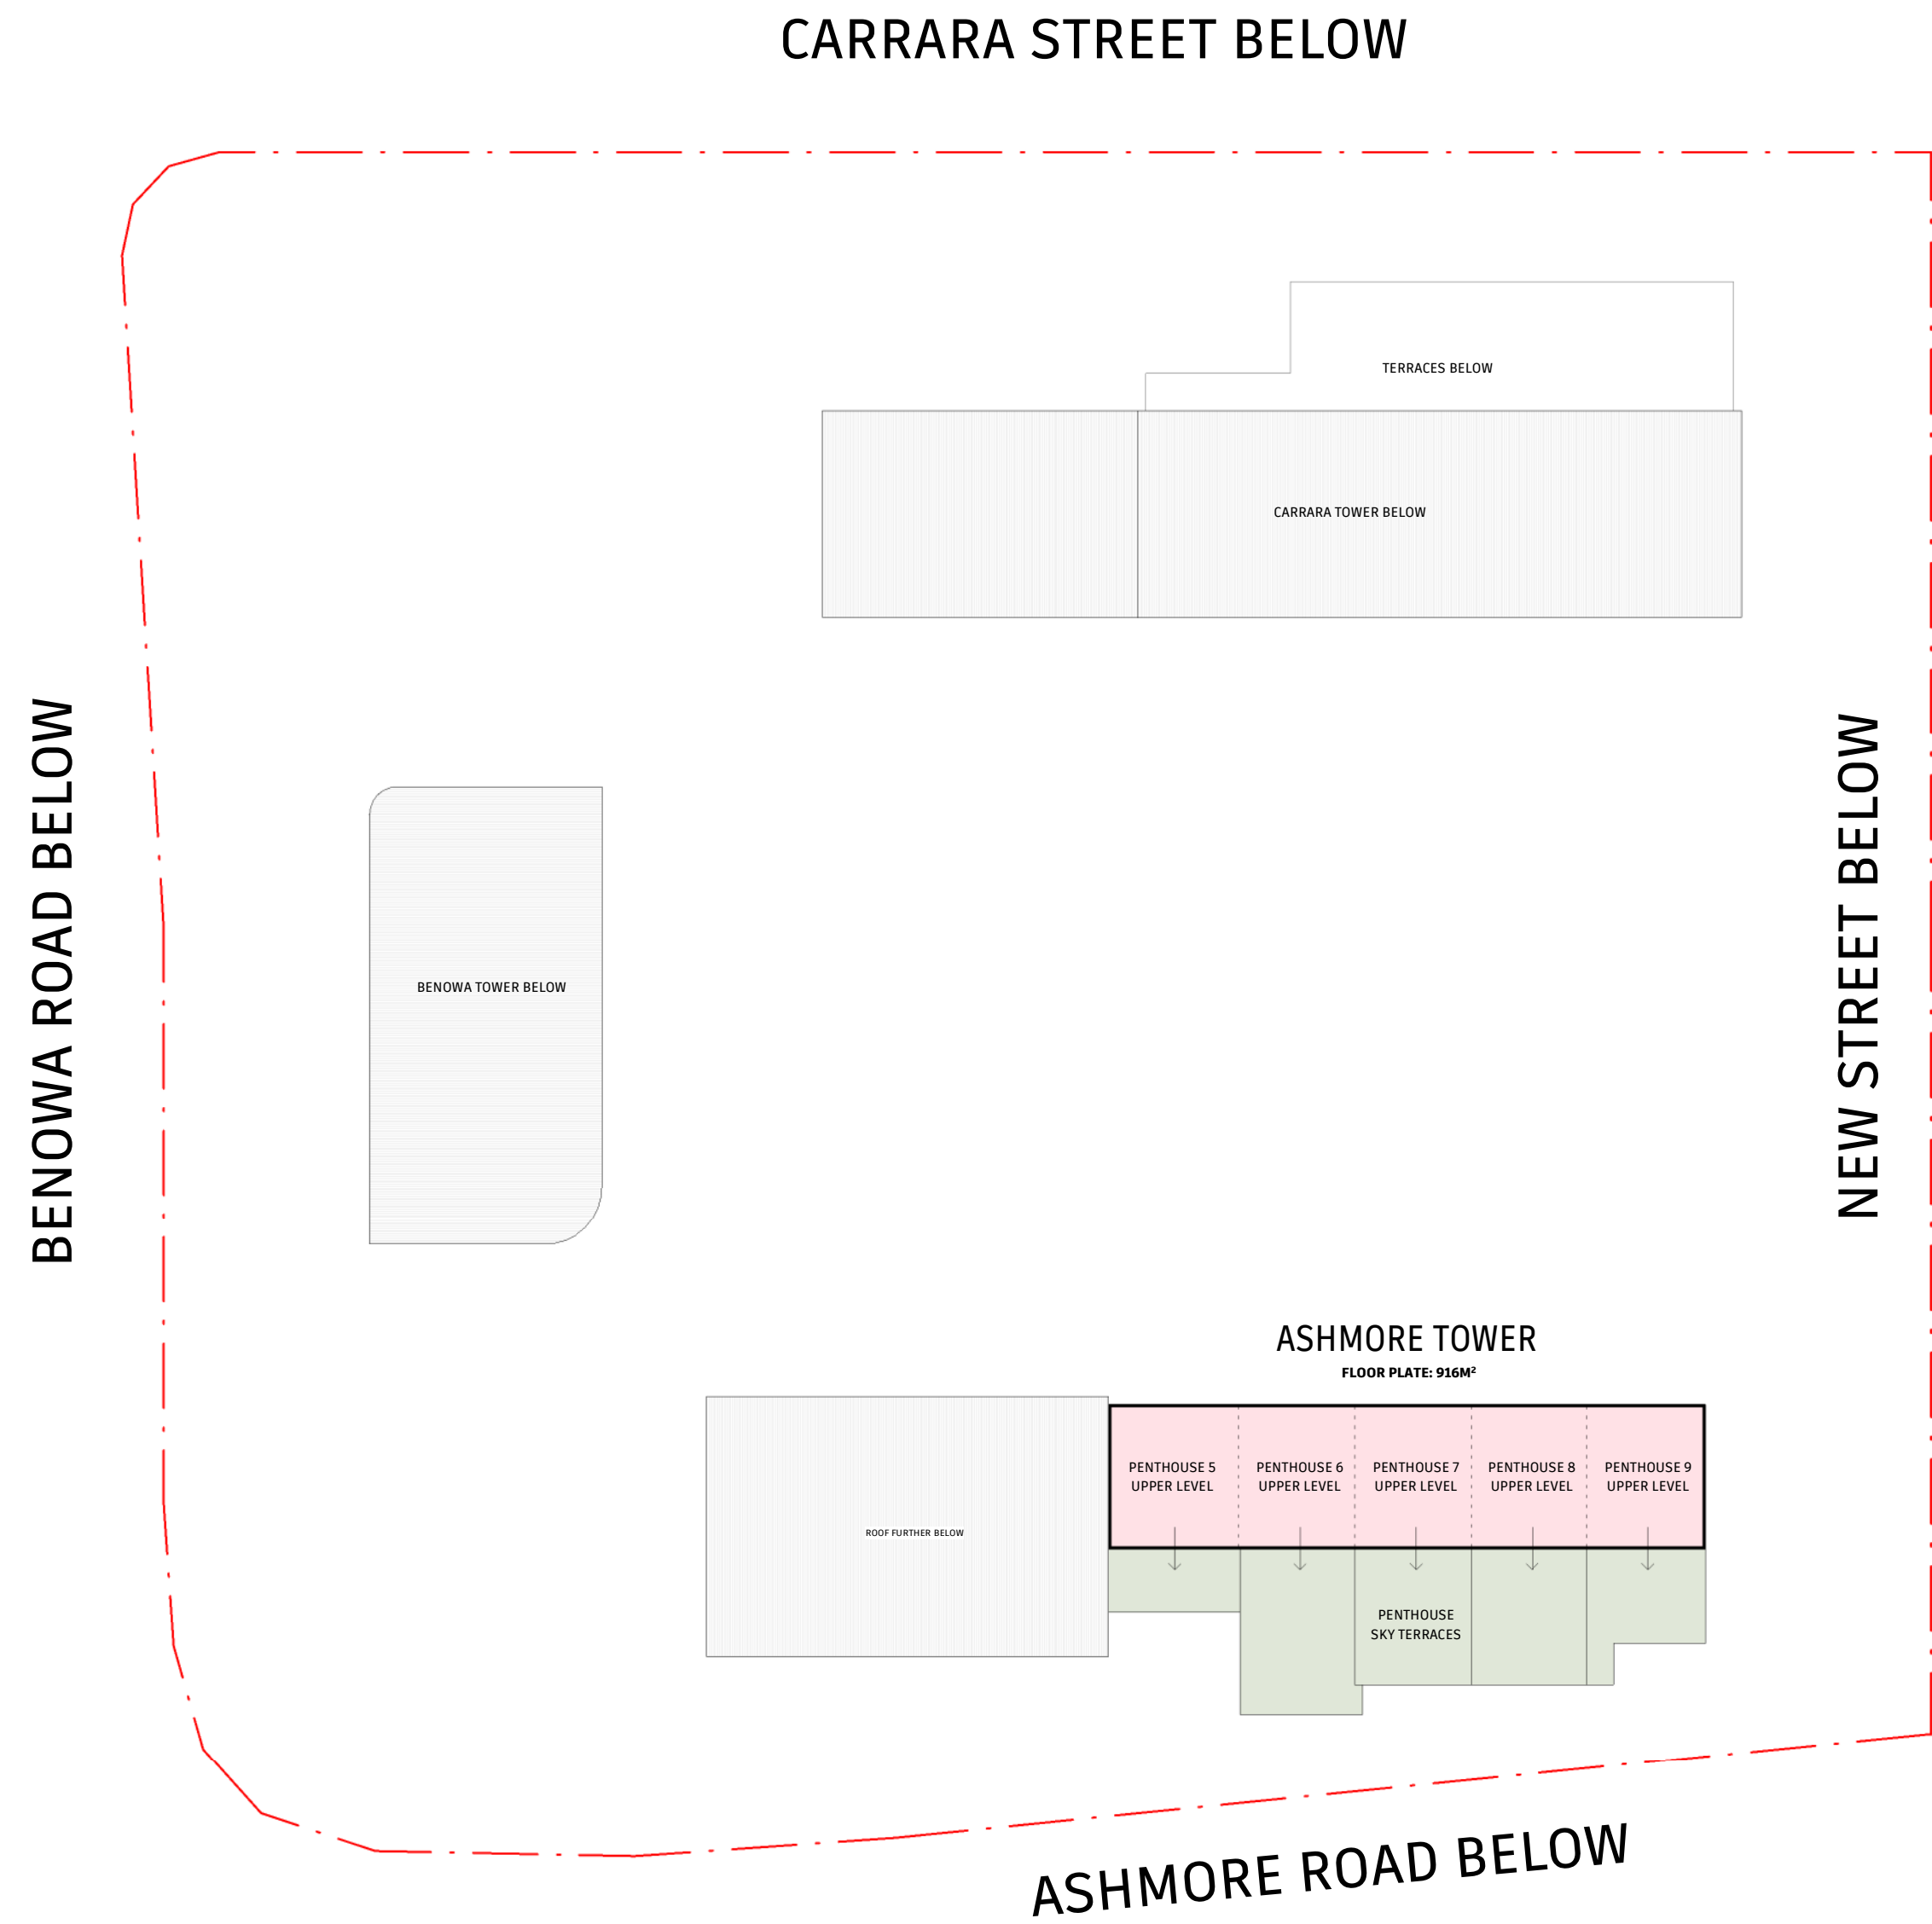 CARRARA STREET BELOW
TERRACES BELOW
CARRARA TOWER BELOW
BENOWA ROAD BELOW
NEW STREET BELOW
BENOWA TOWER BELOW
ASHMORE TOWER
FLOOR PLATE: 916M²
PENTHOUSE 5
UPPER LEVEL
PENTHOUSE 6
UPPER LEVEL
PENTHOUSE 7
UPPER LEVEL
PENTHOUSE 8
UPPER LEVEL
PENTHOUSE 9
UPPER LEVEL
ROOF FURTHER BELOW
PENTHOUSE
SKY TERRACES
ASHMORE ROAD BELOW